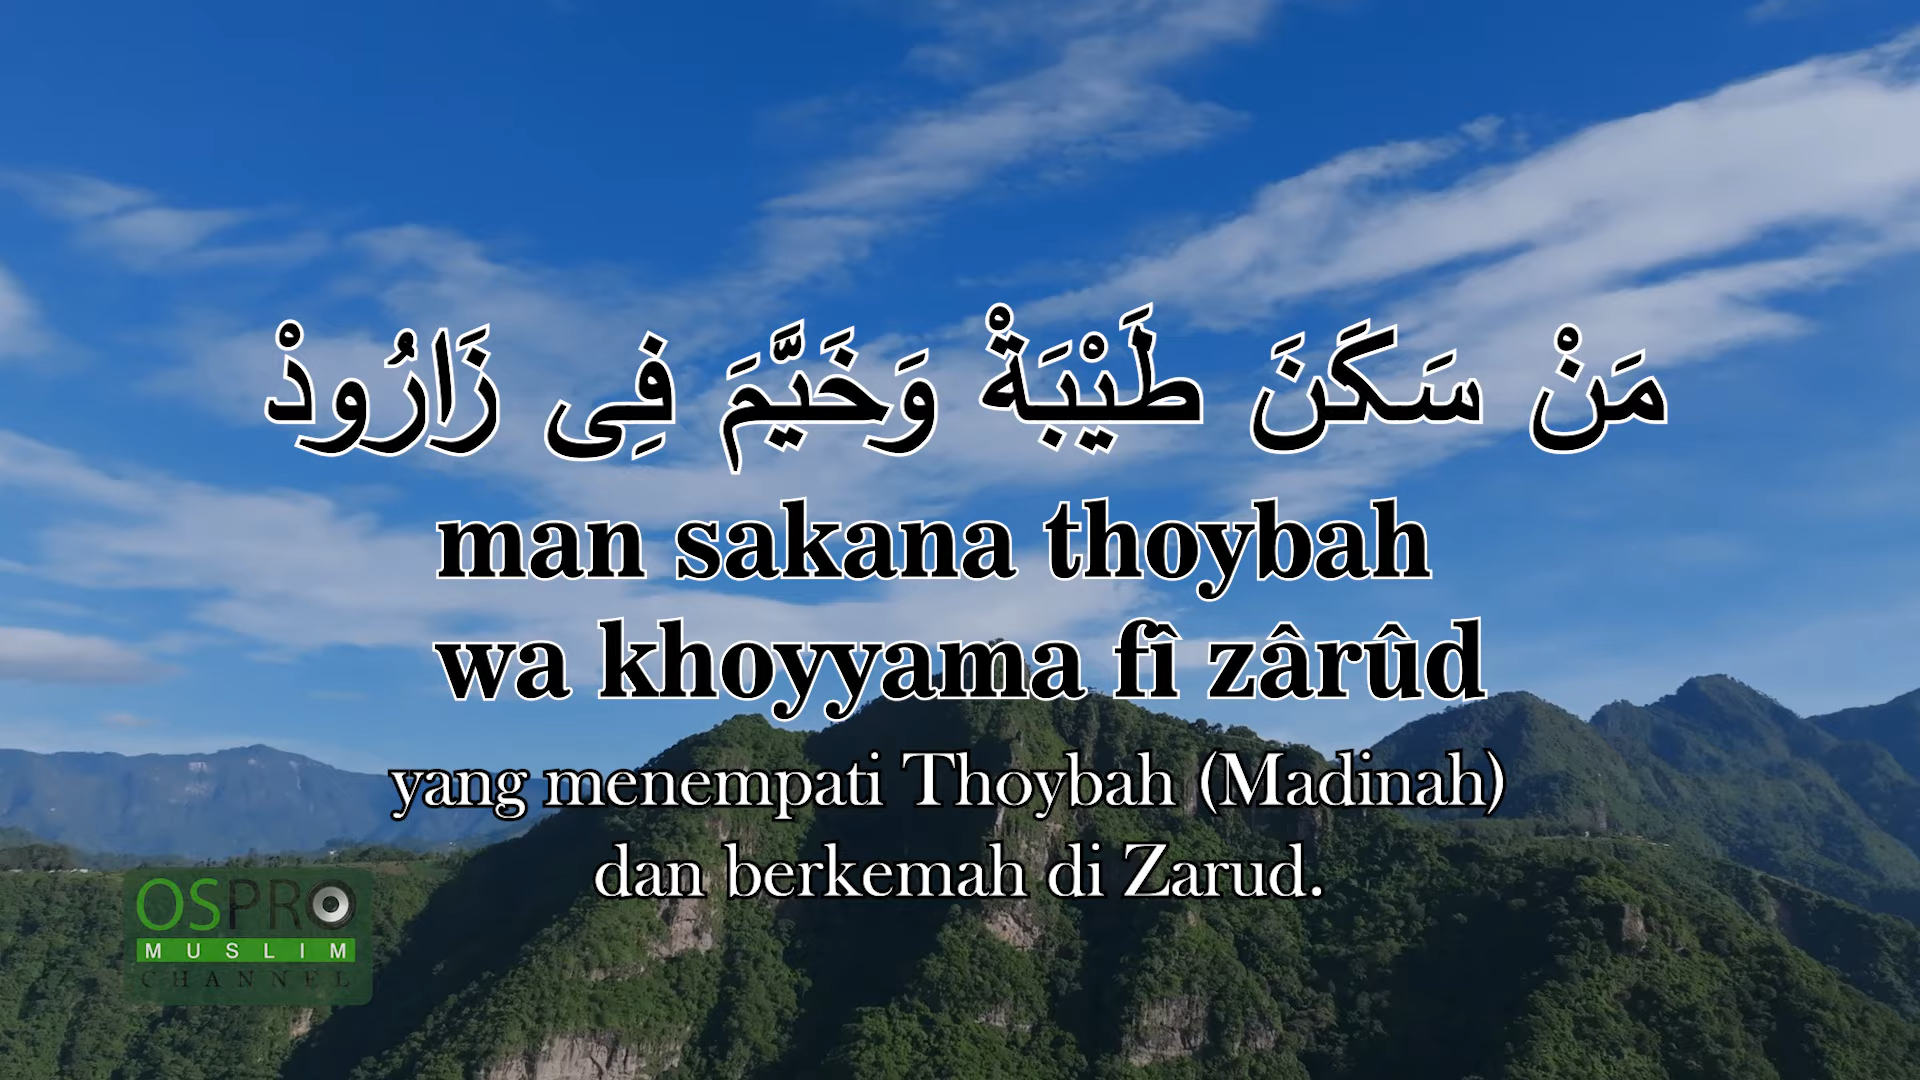 مَنْ سَكَنَ طَيْبَةْ وَخَيَّمَ فِى زَارُودْ
man sakana thoybah
wa khoyyama fî zârûd
yang menempati Thoybah (Madinah)
dan berkemah di Zarud.
OSPRO
MUSLIM
CHANNEL